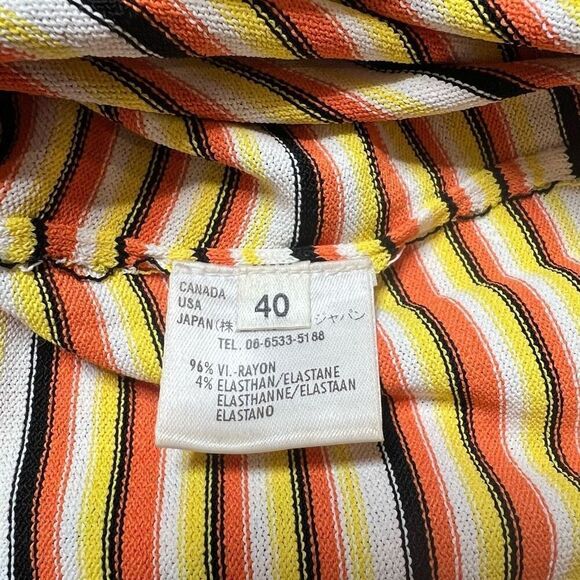 CANADA
USA
40
JAPAN (株 ジャパン
TEL. 06-6533-5188
96% VI.-RAYON
4% ELASTHAN/ELASTANE
ELASTHANNE/ELASTAAN
ELASTANO